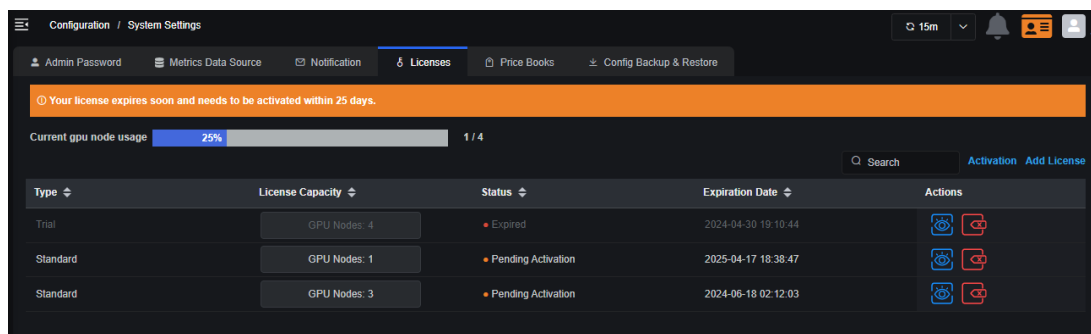 Configuration / System Settings
15m
Admin Password Metrics Data Source Notification Licenses Price Books Config Backup & Restore
Your license expires soon and needs to be activated within 25 days.
Current gpu node usage 25% 1 / 4
Search Activation Add License
Type License Capacity Status Expiration Date Actions
Trial GPU Nodes: 4 Expired 2024-04-30 19:10:44
Standard GPU Nodes: 1 Pending Activation 2025-04-17 18:38:47
Standard GPU Nodes: 3 Pending Activation 2024-06-18 02:12:03